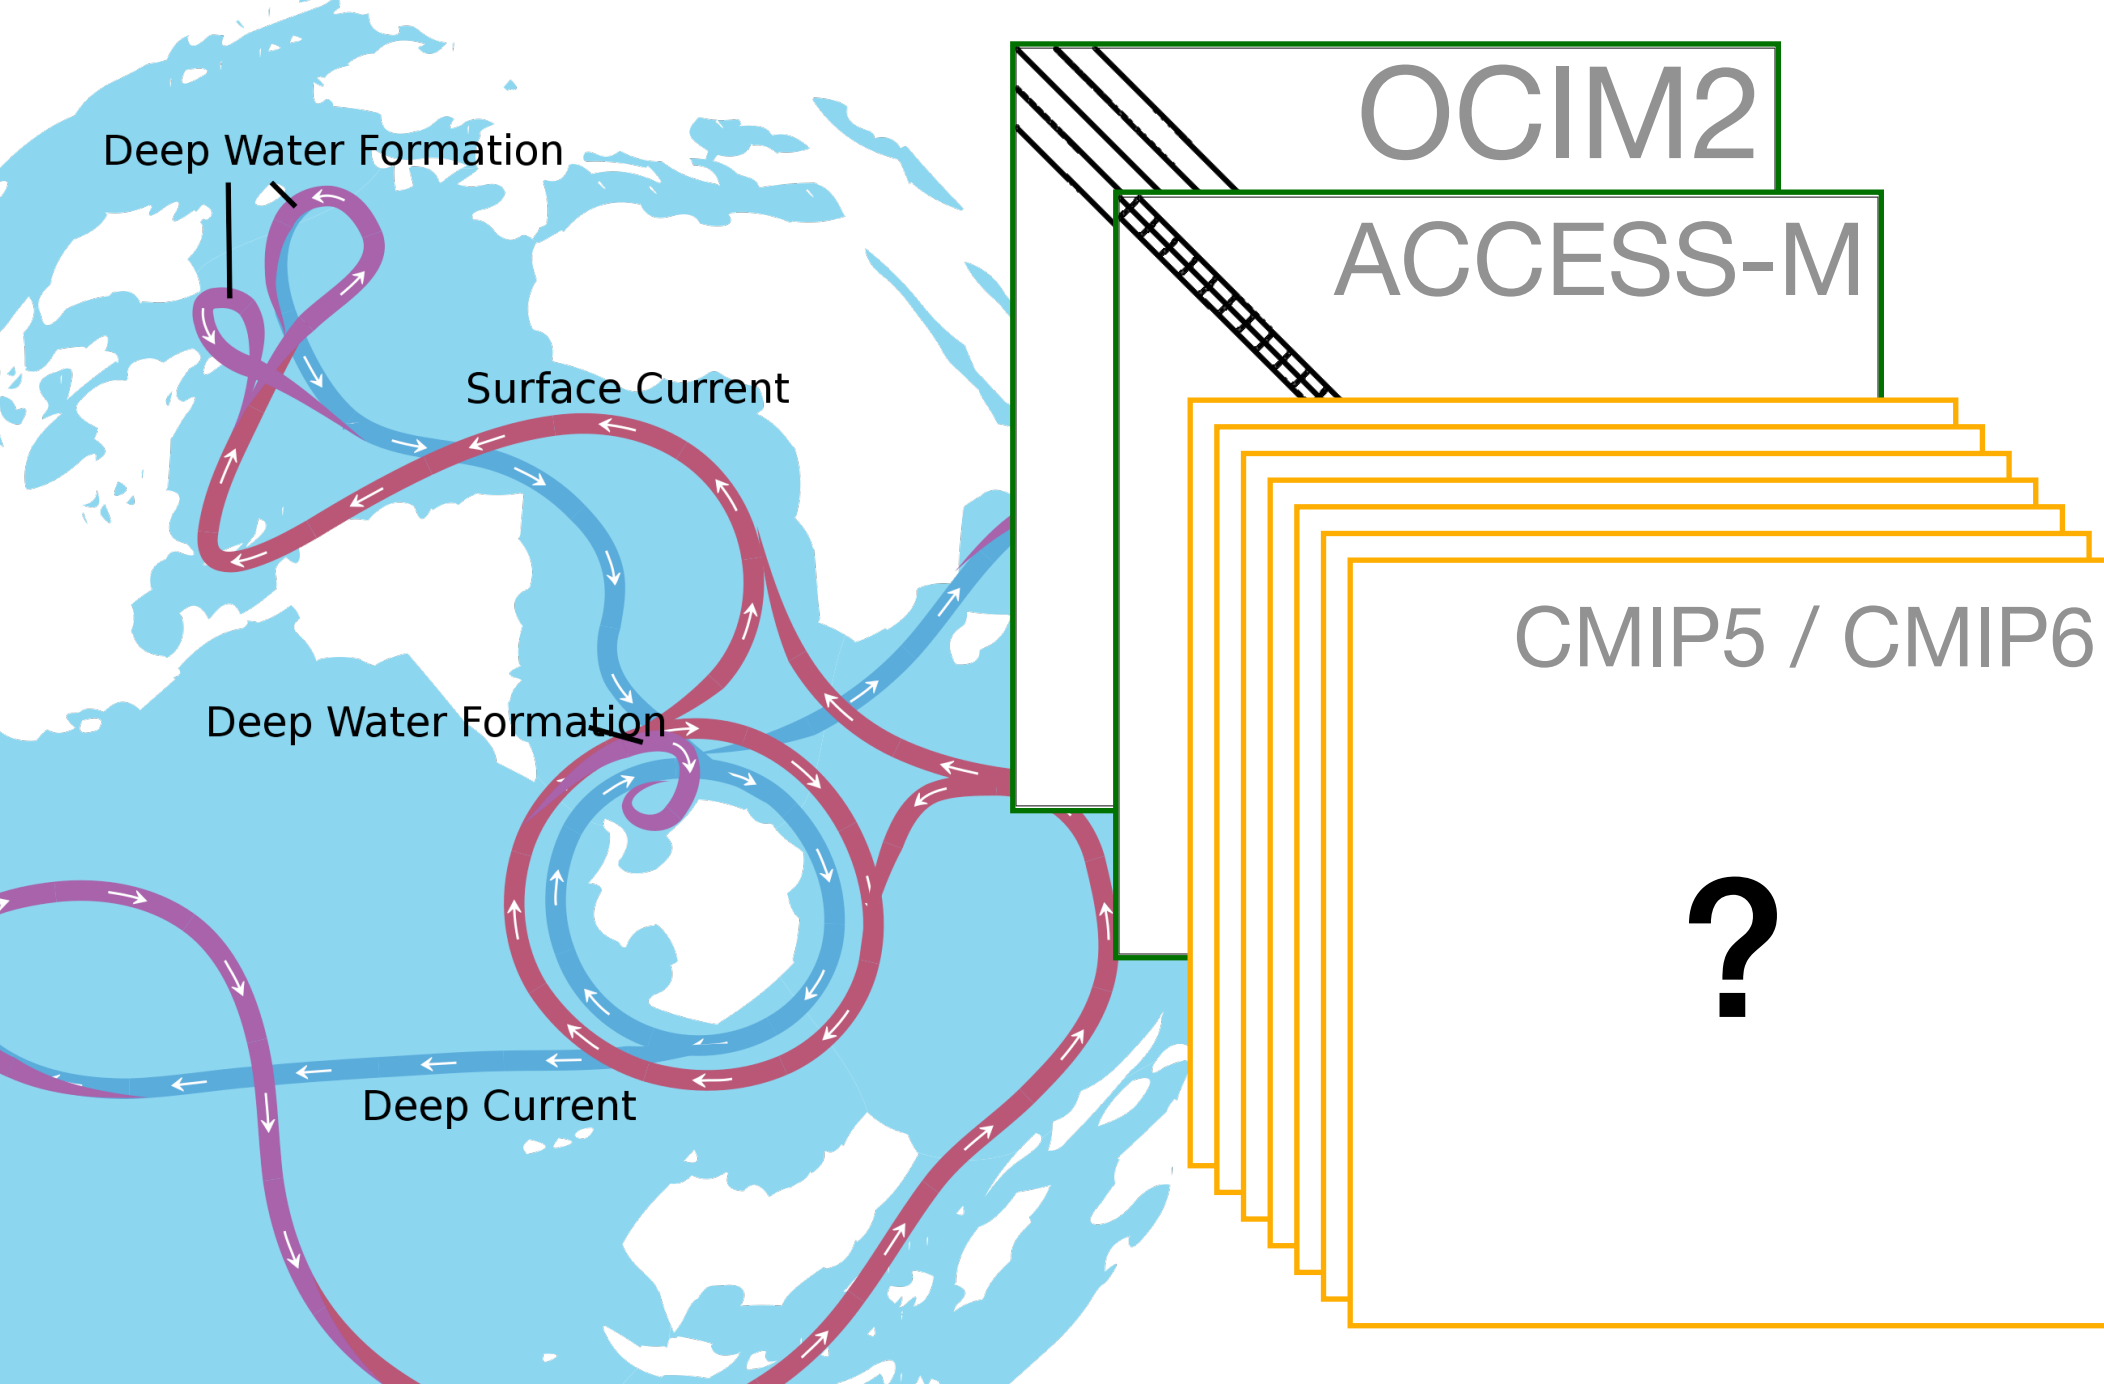 Deep Water Formation
Surface Current
Deep Water Formation
Deep Current
OCIM2
ACCESS-M
CMIP5 / CMIP6
?